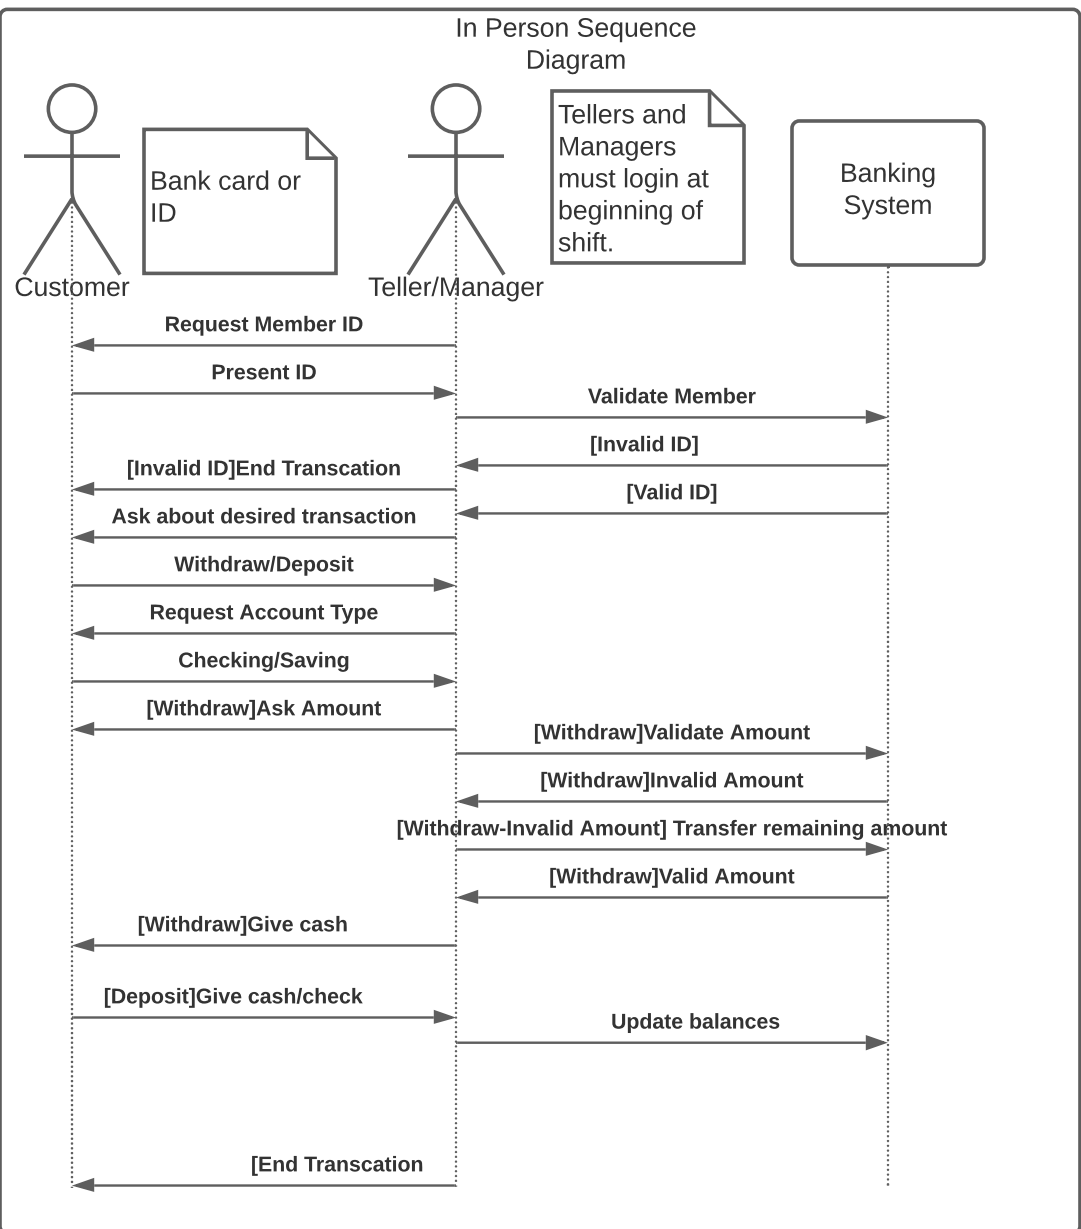 In Person Sequence
Diagram
Bank card or
ID
Tellers and
Managers
must login at
beginning of
shift.
Banking
System
Customer
Teller/Manager
Request Member ID
Present ID
Validate Member
[Invalid ID]
[Invalid ID]End Transcation
[Valid ID]
Ask about desired transaction
Withdraw/Deposit
Request Account Type
Checking/Saving
[Withdraw]Ask Amount
[Withdraw]Validate Amount
[Withdraw]Invalid Amount
[Withdraw-Invalid Amount] Transfer remaining amount
[Withdraw]Valid Amount
[Withdraw]Give cash
[Deposit]Give cash/check
Update balances
[End Transcation